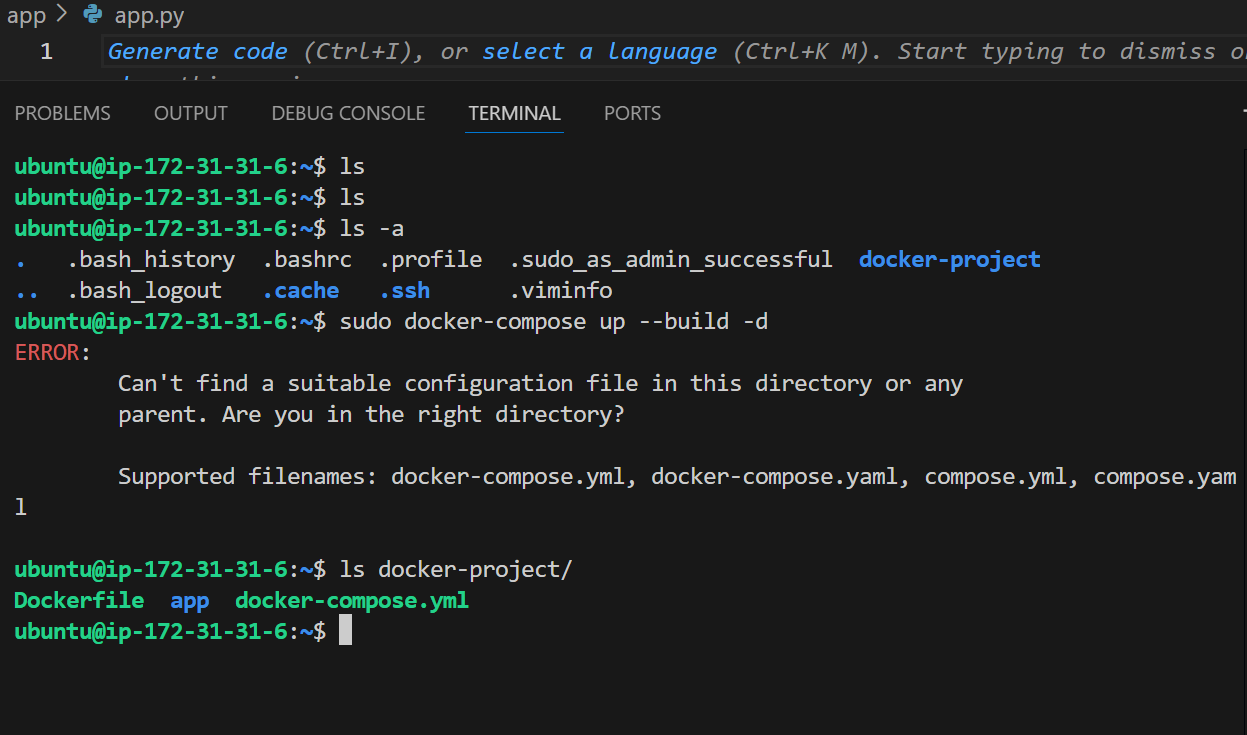 app > app.py
1 Generate code (Ctrl+I), or select a language (Ctrl+K M). Start typing to dismiss
PROBLEMS OUTPUT DEBUG CONSOLE TERMINAL PORTS
ubuntu@ip-172-31-31-6:~$ ls
ubuntu@ip-172-31-31-6:~$ ls
ubuntu@ip-172-31-31-6:~$ ls -a
. .bash_history .bashrc .profile .sudo_as_admin_successful docker-project
.. .bash_logout .cache .ssh .viminfo
ubuntu@ip-172-31-31-6:~$ sudo docker-compose up --build -d
ERROR:
Can't find a suitable configuration file in this directory or any
parent. Are you in the right directory?
Supported filenames: docker-compose.yml, docker-compose.yaml, compose.yml, compose.yam
l
ubuntu@ip-172-31-31-6:~$ ls docker-project/
Dockerfile app docker-compose.yml
ubuntu@ip-172-31-31-6:~$